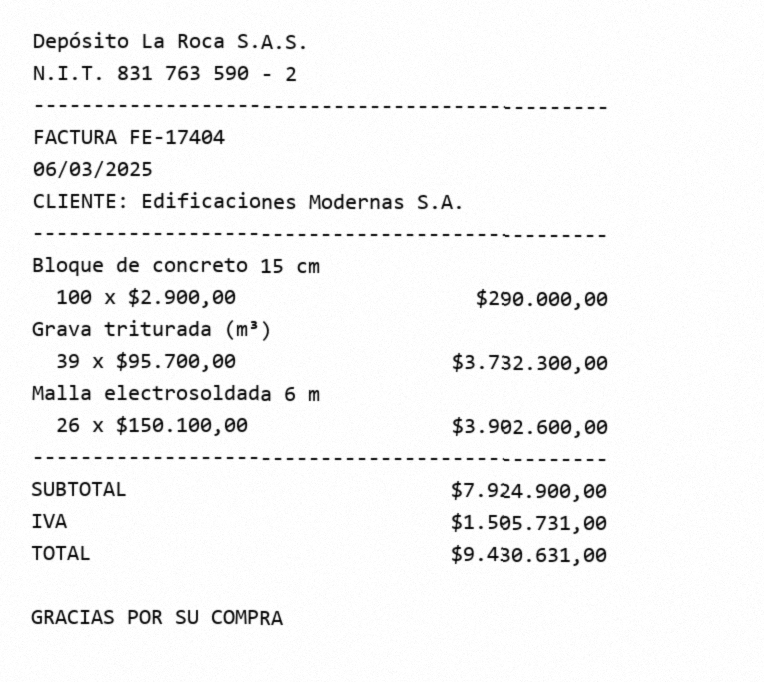 Depósito La Roca S.A.S.
N.I.T. 831 763 590 - 2
------------------------------------------------
FACTURA FE-17404
06/03/2025
CLIENTE: Edificaciones Modernas S.A.
------------------------------------------------
Bloque de concreto 15 cm
100 x $2.900,00 $290.000,00
Grava triturada (m³)
39 x $95.700,00 $3.732.300,00
Malla electrosoldada 6 m
26 x $150.100,00 $3.902.600,00
------------------------------------------------
SUBTOTAL $7.924.900,00
IVA $1.505.731,00
TOTAL $9.430.631,00
GRACIAS POR SU COMPRA